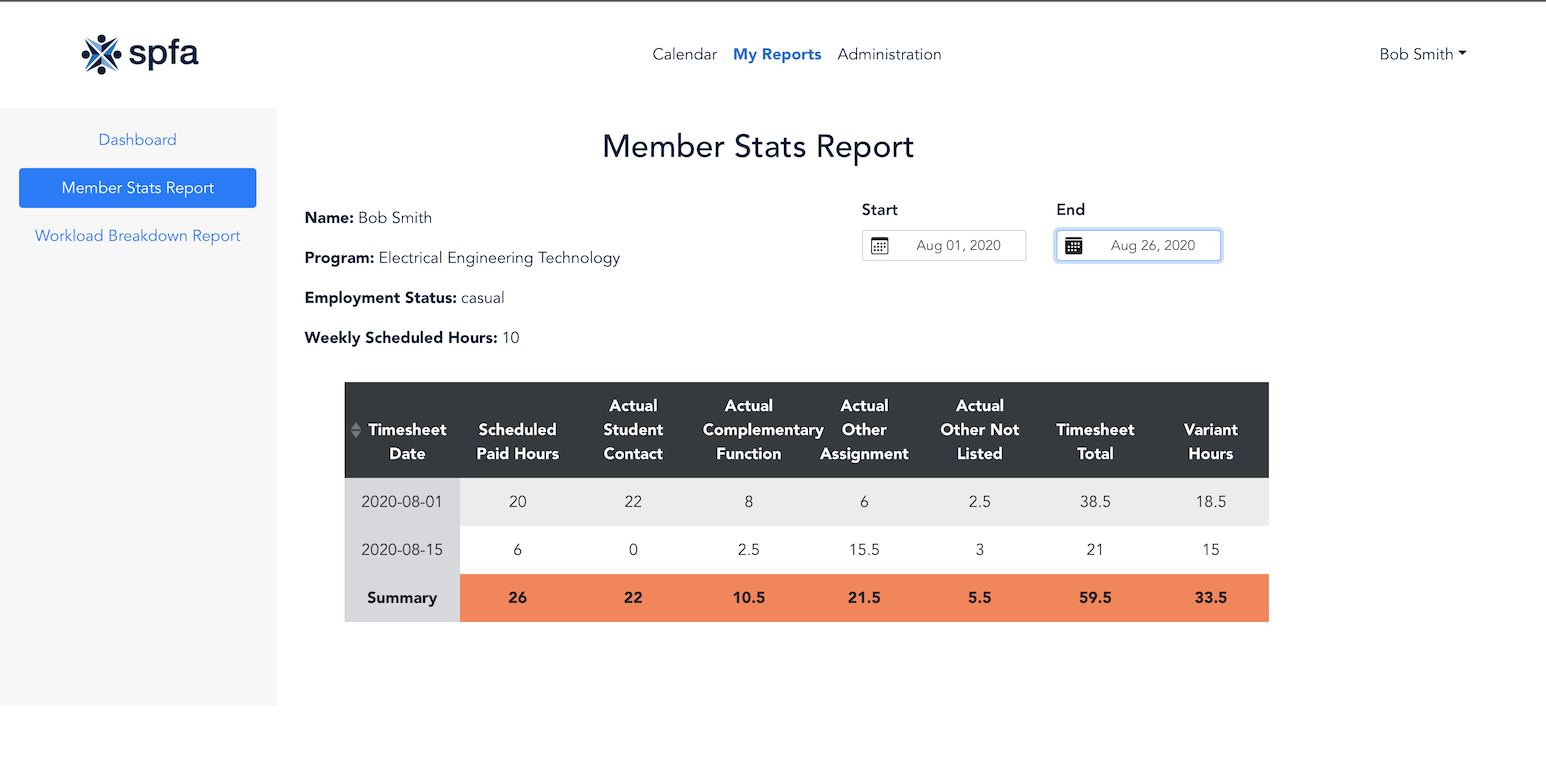 spfa
Calendar My Reports Administration
Bob Smith
Dashboard
Member Stats Report
Workload Breakdown Report
Member Stats Report
Name: Bob Smith
Program: Electrical Engineering Technology
Employment Status: casual
Weekly Scheduled Hours: 10
Start End
Aug 01, 2020 Aug 26, 2020
Timesheet Date Scheduled Paid Hours Actual Student Contact Actual Complementary Function Actual Other Assignment Actual Other Not Listed Timesheet Total Variant Hours
2020-08-01 20 22 8 6 2.5 38.5 18.5
2020-08-15 6 0 2.5 15.5 3 21 15
Summary 26 22 10.5 21.5 5.5 59.5 33.5